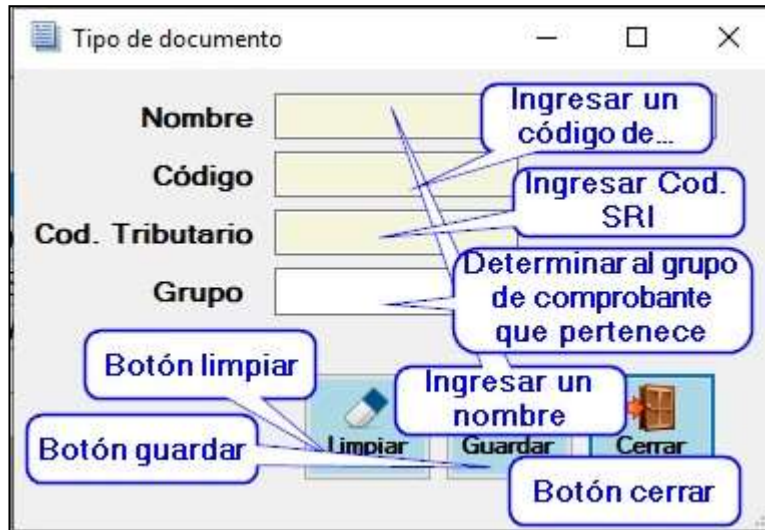 Tipo de documento
Nombre
Ingresar un
código de...
Código
Ingresar Cod.
SRI
Cod. Tributario
Determinar al grupo
de comprobante
que pertenece
Grupo
Botón limpiar
Ingresar un
nombre
Botón guardar
Limpiar
Guardar
Cerrar
Botón cerrar